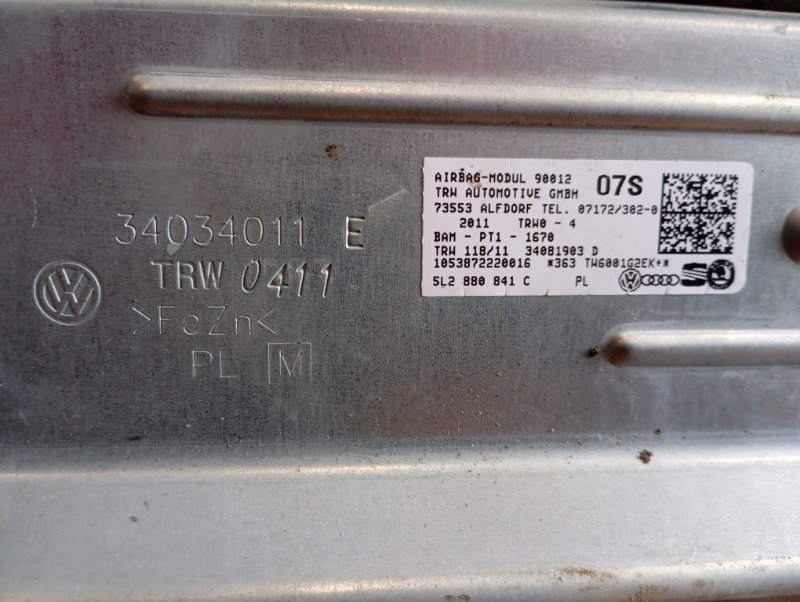 34034011 E
TRW 0411
>FeZn<
PL M
AIRBAG-MODUL 90012 07S
TRW AUTOMOTIVE GMBH
73553 ALFDORF TEL. 07172/302-0
2011 TRW0 - 4
BAM - PT1 - 1670
TRW 118/11 34081903 D
1053872220016 *363 TW6001G2EK+*
5L2 880 841 C PL